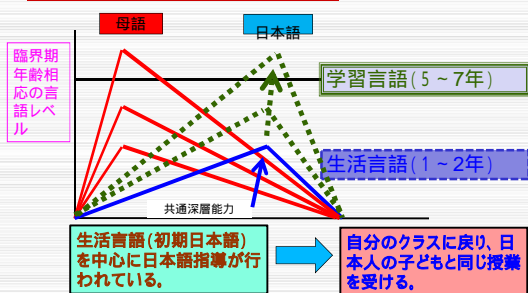 母語
日本語
臨界期
年齢相
応の言
語レベ
ル
学習言語(5～7年)
生活言語(1～2年)
共通深層能力
生活言語(初期日本語)
を中心に日本語指導が行
われている。
自分のクラスに戻り、日
本人の子どもと同じ授業
を受ける。